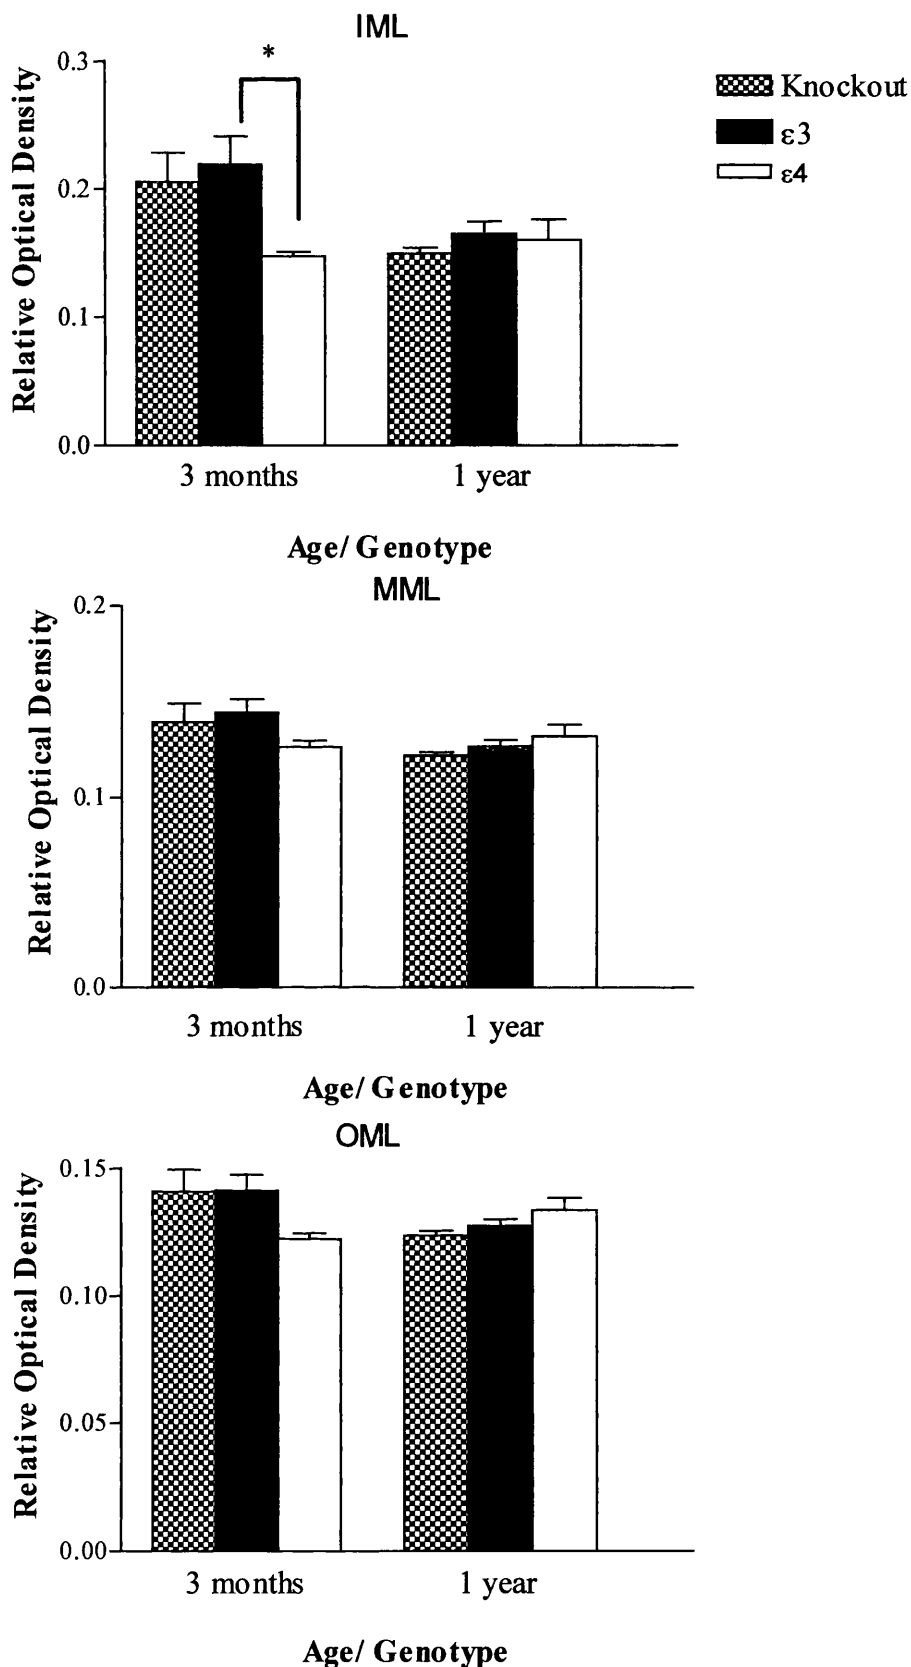 IML
*
Relative Optical Density
0.3
0.2
0.1
0.0
3 months
1 year
Age/ Genotype
Knockout
ε3
ε4
MML
Relative Optical Density
0.2
0.1
0.0
3 months
1 year
Age/ Genotype
OML
Relative Optical Density
0.15
0.10
0.05
0.00
3 months
1 year
Age/ Genotype